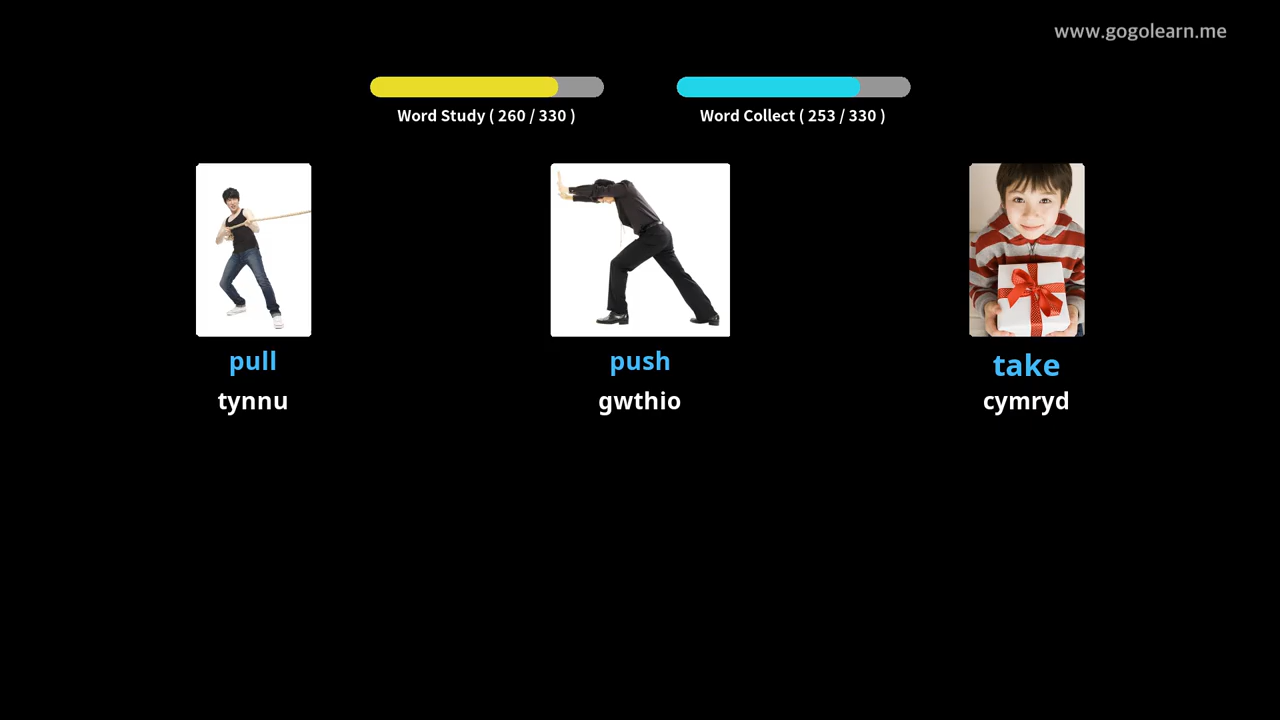 www.gogolearn.me
Word Study ( 260 / 330 )
Word Collect ( 253 / 330 )
pull
push
take
tynnu
gwthio
cymryd